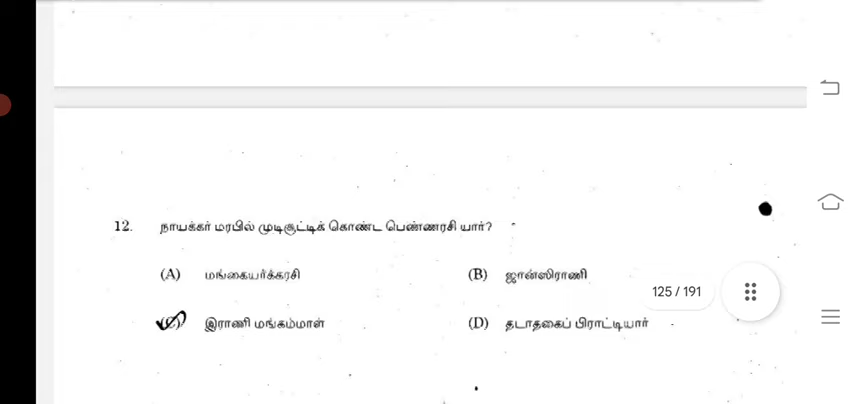 12. நாயக்கர் மரபில் முடிசூட்டிக் கொண்ட பெண்ணரசி யார்?
(A) மங்கையர்க்கரசி (B) ஜான்ஸிராணி
125 / 191
(C) இராணி மங்கம்மாள் (D) தடாதகைப் பிராட்டியார்